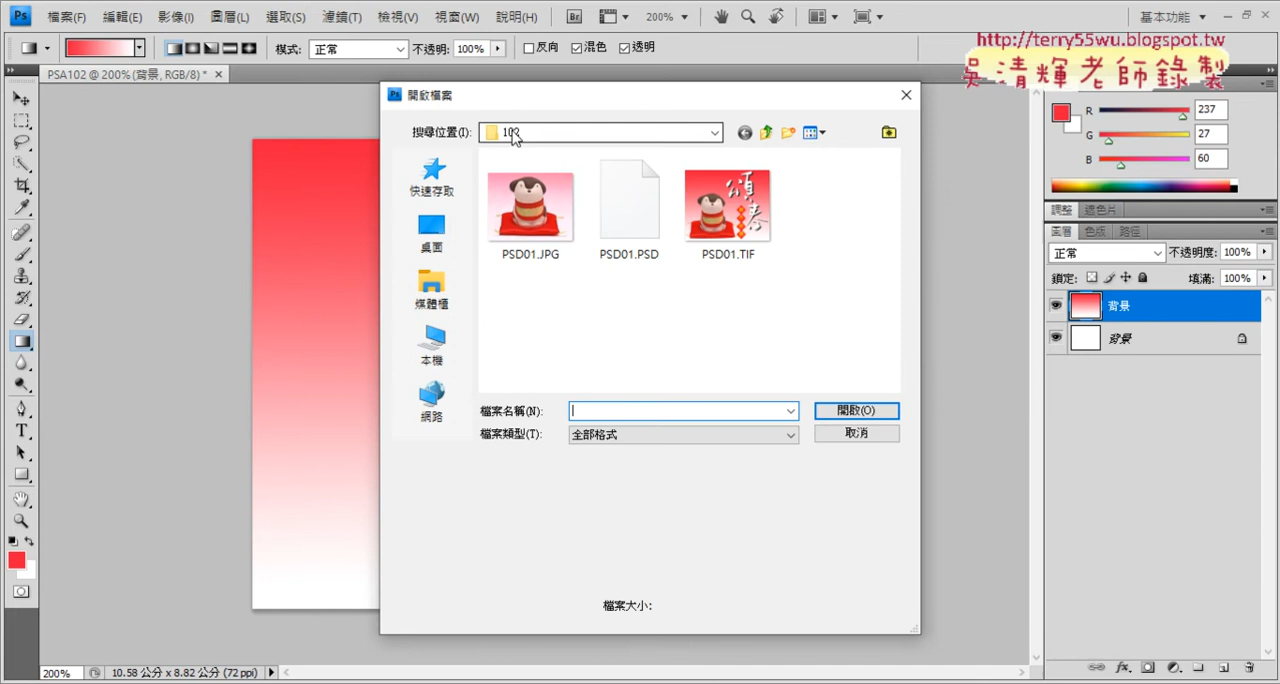 Ps 檔案(F) 編輯(E) 影像(I) 圖層(L) 選取(S) 濾鏡(T) 檢視(V) 視窗(W) 說明(H) Br 200% 基本功能
模式: 正常 不透明: 100% 反向 混色 透明
http://terry55wu.blogspot.tw
吳清輝老師錄製
PSA102 @ 200% (背景, RGB/8) *
Ps 開啟檔案
搜尋位置(I):
快速存取
桌面
媒體櫃
本機
網路
頌春
PSD01.JPG PSD01.PSD PSD01.TIF
檔案名稱(N): 開啟(O)
檔案類型(T): 全部格式 取消
檔案大小:
R 237
G 27
B 60
調整 遮色片
圖層 色版 路徑
正常 不透明度: 100%
鎖定: 填滿: 100%
背景
背景
fx
200% 10.58 公分 x 8.82 公分 (72 ppi)